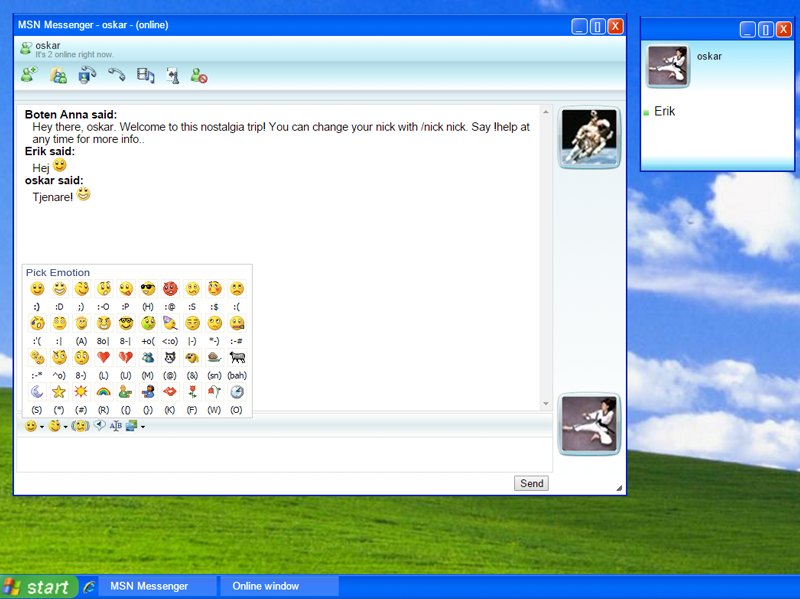 MSN Messenger - oskar - (online)
oskar
It's 2 online right now.
Boten Anna said:
Hey there, oskar. Welcome to this nostalgia trip! You can change your nick with /nick nick. Say !help at
any time for more info..
Erik said:
Hej
oskar said:
Tjenare!
Pick Emotion
:) :D ;) :-O :P (H) :@ :S :$ :(
:'( :| (A) 8o| 8-| +o( <:o) |-) *-) :-#
:-* ^o) 8-) (L) (U) (M) (@) (&) (sn) (bah)
(S) (*) (#) (R) ({) (}) (K) (F) (W) (O)
Send
oskar
Erik
start
MSN Messenger
Online window